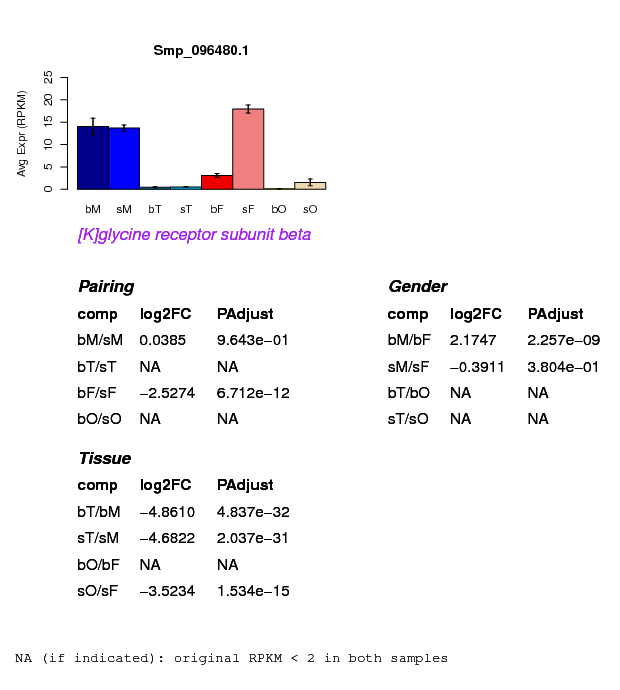 Smp_096480.1
Avg Expr (RPKM)
0 5 10 15 20 25
bM sM bT sT bF sF bO sO
[K]glycine receptor subunit beta
Pairing
comp log2FC PAdjust
bM/sM 0.0385 9.643e−01
bT/sT NA NA
bF/sF −2.5274 6.712e−12
bO/sO NA NA
Gender
comp log2FC PAdjust
bM/bF 2.1747 2.257e−09
sM/sF −0.3911 3.804e−01
bT/bO NA NA
sT/sO NA NA
Tissue
comp log2FC PAdjust
bT/bM −4.8610 4.837e−32
sT/sM −4.6822 2.037e−31
bO/bF NA NA
sO/sF −3.5234 1.534e−15
NA (if indicated): original RPKM < 2 in both samples